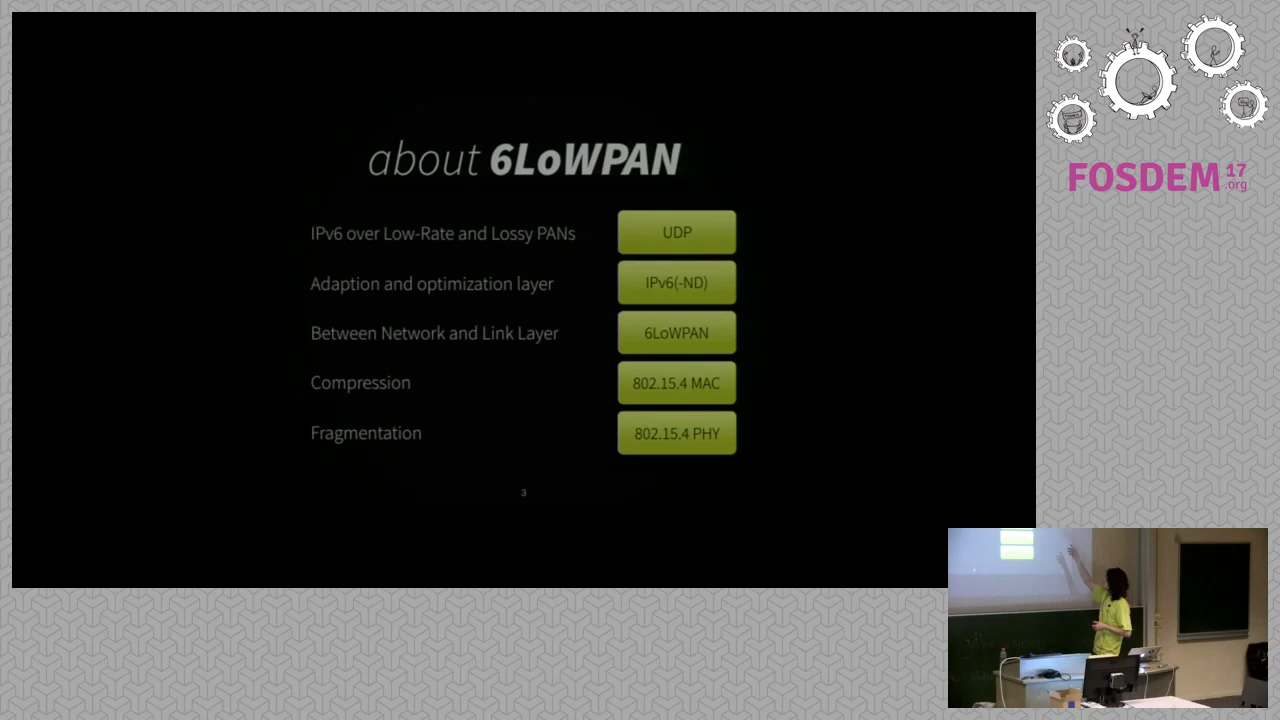 about 6LoWPAN
IPv6 over Low-Rate and Lossy PANs
UDP
Adaption and optimization layer
IPv6(-ND)
Between Network and Link Layer
6LoWPAN
Compression
802.15.4 MAC
Fragmentation
802.15.4 PHY
3
FOSDEM 17
.org